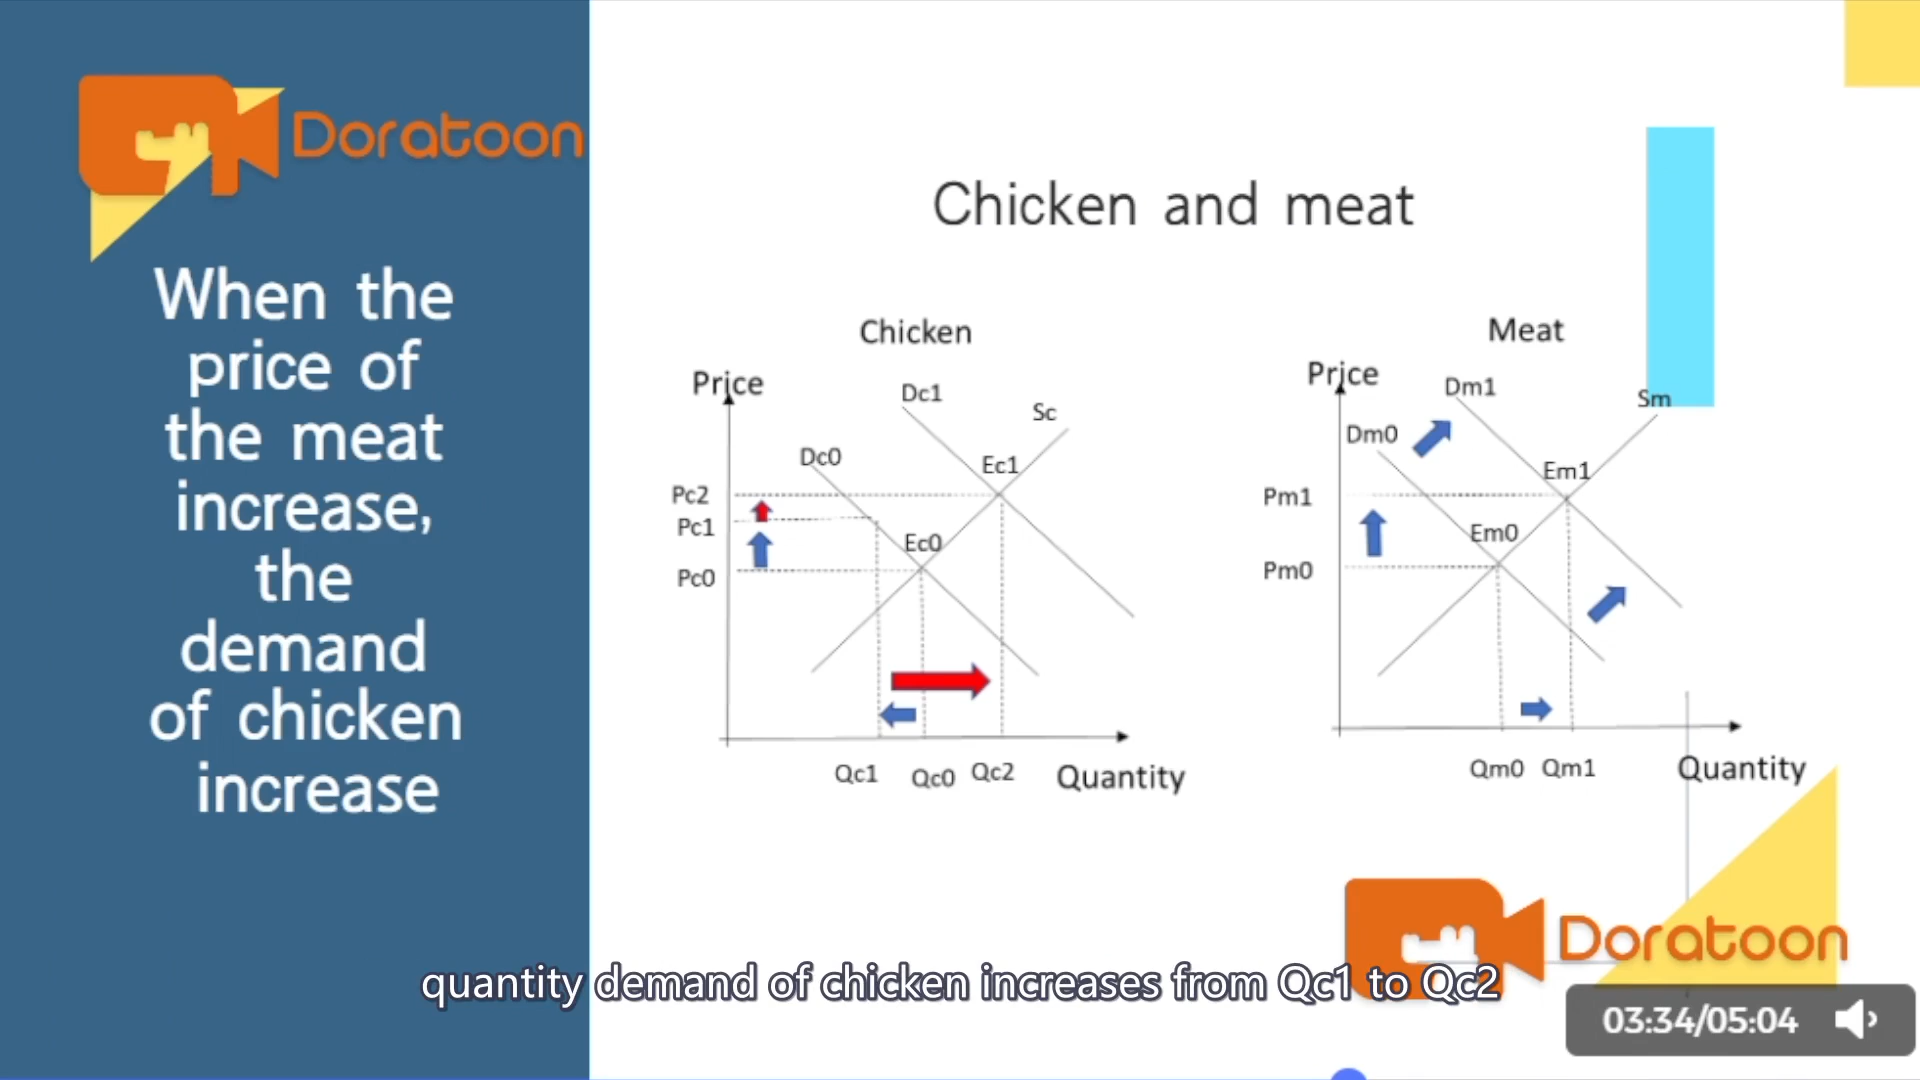 Doratoon
When the
price of
the meat
increase,
the
demand
of chicken
increase
Chicken and meat
Chicken
Price
Dc1
Sc
Dc0
Ec1
Pc2
Pc1
Ec0
Pc0
Qc1
Qc0
Qc2
Quantity
Meat
Price
Dm1
Sm
Dm0
Em1
Pm1
Em0
Pm0
Qm0
Qm1
Quantity
Doratoon
quantity demand of chicken increases from Qc1 to Qc2
03:34/05:04